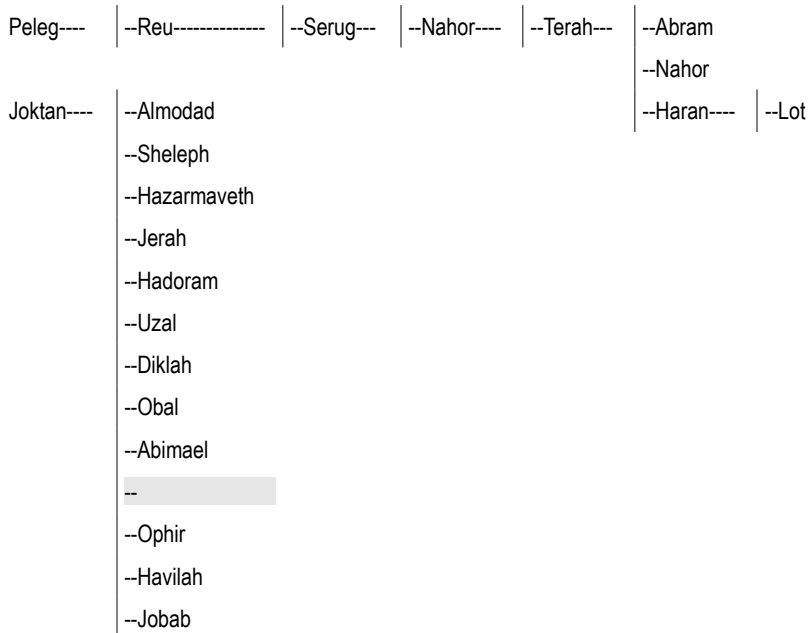 Peleg---- --Reu-------------- --Serug--- --Nahor---- --Terah--- --Abram
--Nahor
Joktan---- --Almodad --Haran---- --Lot
--Sheleph
--Hazarmaveth
--Jerah
--Hadoram
--Uzal
--Diklah
--Obal
--Abimael
--
--Ophir
--Havilah
--Jobab